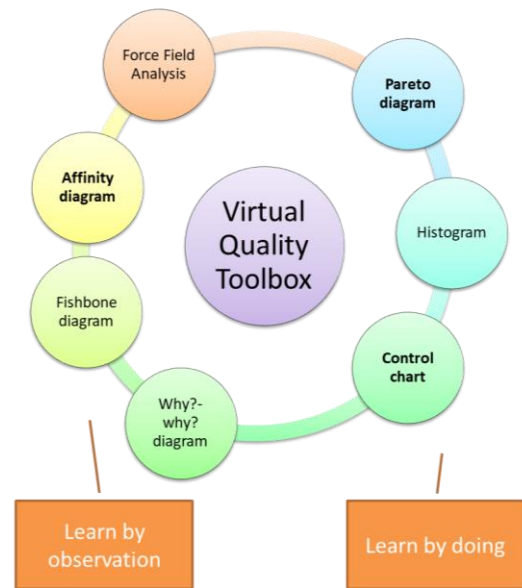 Force Field
Analysis
Pareto
diagram
Affinity
diagram
Virtual
Quality
Toolbox
Histogram
Fishbone
diagram
Control
chart
Why?-
why?
diagram
Learn by
observation
Learn by doing